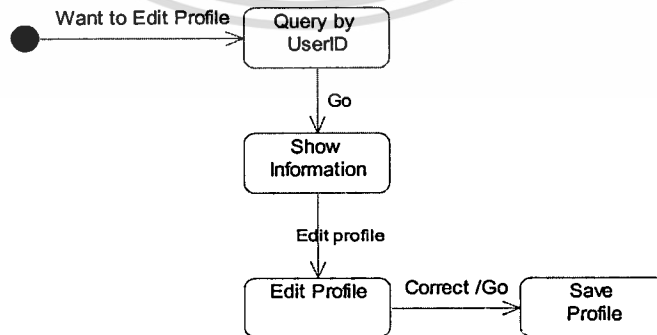 Want to Edit Profile
Query by
UserID
Go
Show
Information
Edit profile
Edit Profile
Correct /Go
Save
Profile